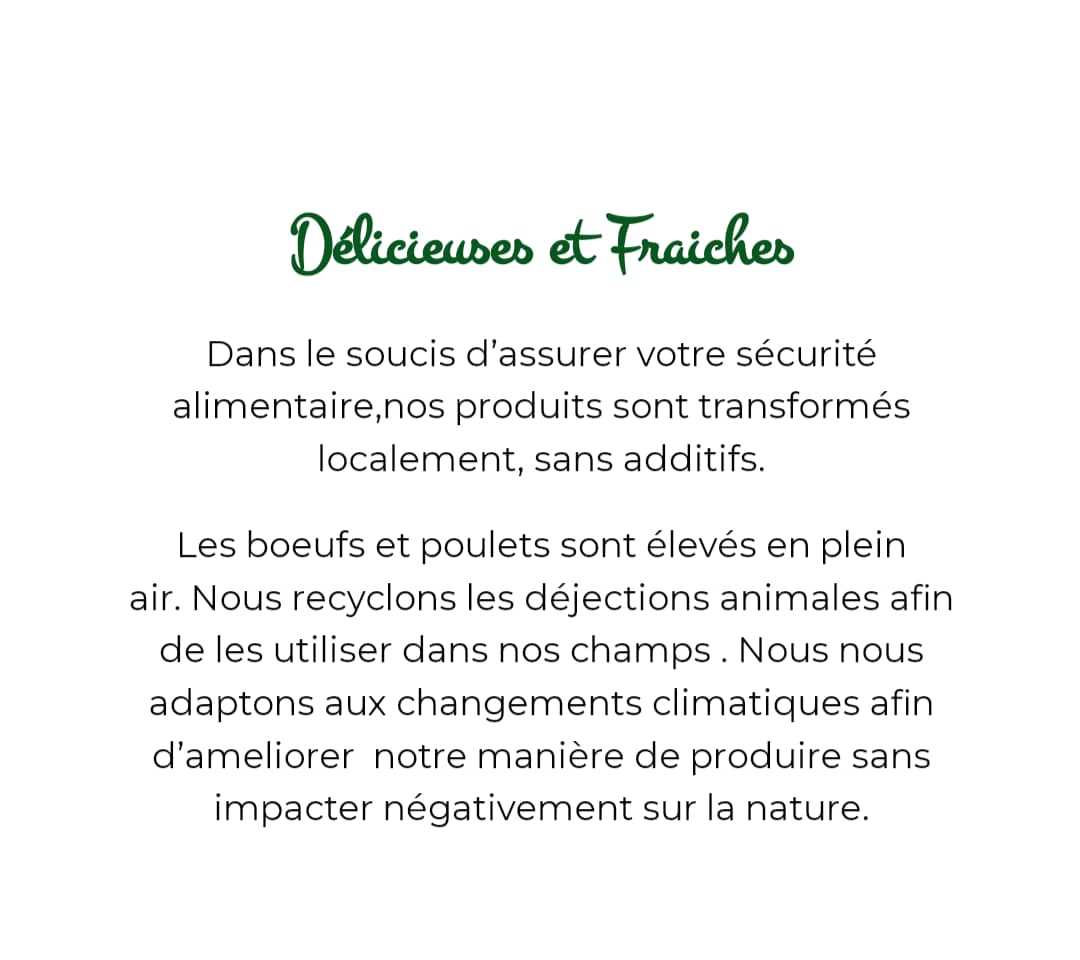 Délicieuses et Fraiches
Dans le soucis d’assurer votre sécurité
alimentaire,nos produits sont transformés
localement, sans additifs.
Les boeufs et poulets sont élevés en plein
air. Nous recyclons les déjections animales afin
de les utiliser dans nos champs . Nous nous
adaptons aux changements climatiques afin
d’ameliorer  notre manière de produire sans
impacter négativement sur la nature.